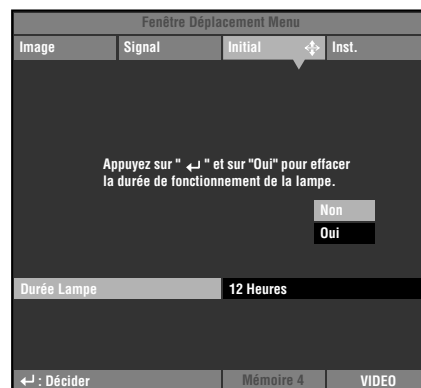 Fenêtre Déplacement Menu
Image Signal Initial Inst.
Appuyez sur " ↵ " et sur "Oui" pour effacer
la durée de fonctionnement de la lampe.
Non
Oui
Durée Lampe 12 Heures
↵ : Décider Mémoire 4 VIDEO